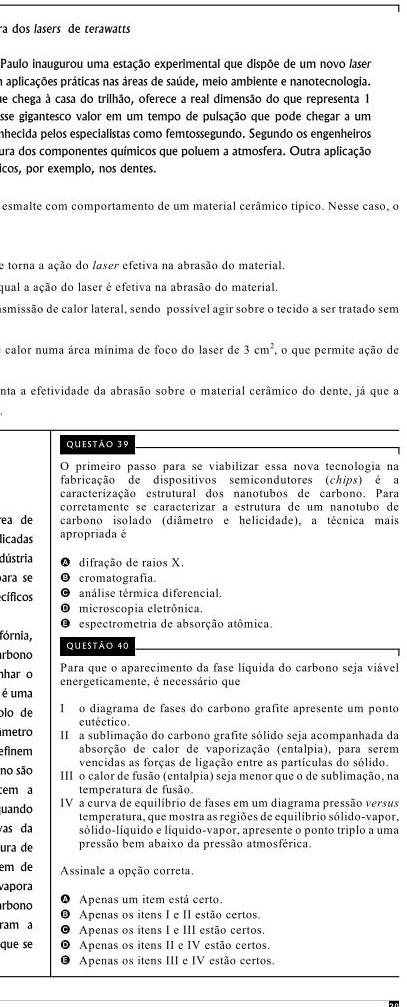 ra dos lasers de terawatts
Paulo inaugurou uma estação experimental que dispõe de um novo laser
aplicações práticas nas áreas de saúde, meio ambiente e nanotecnologia.
ue chega à casa do trilhão, oferece a real dimensão do que representa 1
sse gigantesco valor em um tempo de pulsação que pode chegar a um
nhecida pelos especialistas como femtossegundo. Segundo os engenheiros
ura dos componentes químicos que poluem a atmosfera. Outra aplicação
icos, por exemplo, nos dentes.
esmalte com comportamento de um material cerâmico típico. Nesse caso, o
e torna a ação do laser efetiva na abrasão do material.
qual a ação do laser é efetiva na abrasão do material.
nsmissão de calor lateral, sendo possível agir sobre o tecido a ser tratado sem
calor numa área mínima de foco do laser de 3 cm², o que permite ação de
nta a efetividade da abrasão sobre o material cerâmico do dente, já que a
.
rea de
licadas
dústria
para se
ecíficos
fórnia,
arbono
nhar o
é uma
olo de
âmetro
efinem
no são
cem a
quando
vas da
ura de
em de
vapora
arbono
ram a
que se
QUESTÃO 39
O primeiro passo para se viabilizar essa nova tecnologia na
fabricação de dispositivos semicondutores (chips) é a
caracterização estrutural dos nanotubos de carbono. Para
corretamente se caracterizar a estrutura de um nanotubo de
carbono isolado (diâmetro e helicidade), a técnica mais
apropriada é
A difração de raios X.
B cromatografia.
C análise térmica diferencial.
D microscopia eletrônica.
E espectrometria de absorção atômica.
QUESTÃO 40
Para que o aparecimento da fase líquida do carbono seja viável
energeticamente, é necessário que
I o diagrama de fases do carbono grafite apresente um ponto
eutéctico.
II a sublimação do carbono grafite sólido seja acompanhada da
absorção de calor de vaporização (entalpia), para serem
vencidas as forças de ligação entre as partículas do sólido.
III o calor de fusão (entalpia) seja menor que o de sublimação, na
temperatura de fusão.
IV a curva de equilíbrio de fases em um diagrama pressão versus
temperatura, que mostra as regiões de equilíbrio sólido-vapor,
sólido-líquido e líquido-vapor, apresente o ponto triplo a uma
pressão bem abaixo da pressão atmosférica.
Assinale a opção correta.
A Apenas um item está certo.
B Apenas os itens I e II estão certos.
C Apenas os itens I e III estão certos.
D Apenas os itens II e IV estão certos.
E Apenas os itens III e IV estão certos.